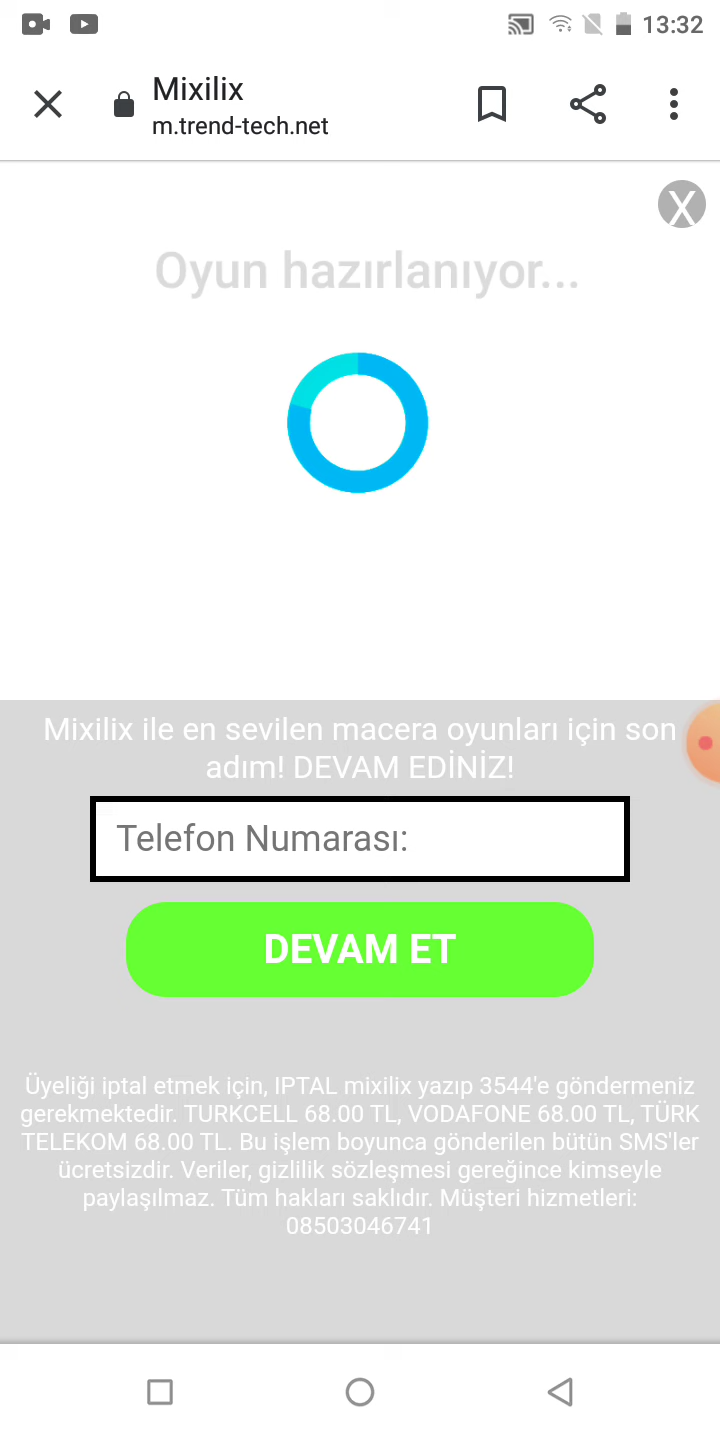 13:32
Mixilix
m.trend-tech.net
X
Oyun hazırlanıyor...
Mixilix ile en sevilen macera oyunları için son
adım! DEVAM EDİNİZ!
Telefon Numarası:
DEVAM ET
Üyeliği iptal etmek için, IPTAL mixilix yazıp 3544'e göndermeniz
gerekmektedir. TURKCELL 68.00 TL, VODAFONE 68.00 TL, TÜRK
TELEKOM 68.00 TL. Bu işlem boyunca gönderilen bütün SMS'ler
ücretsizdir. Veriler, gizlilik sözleşmesi gereğince kimseyle
paylaşılmaz. Tüm hakları saklıdır. Müşteri hizmetleri:
08503046741